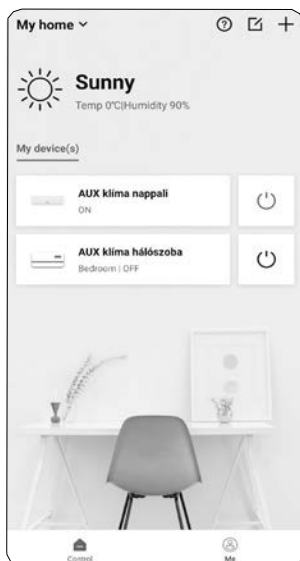 My home
Sunny
Temp 0°C|Humidity 90%
My device(s)
AUX klíma nappali
ON
AUX klíma hálószoba
Bedroom | OFF
Control
Me